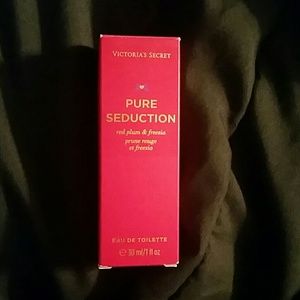 VICTORIA'S SECRET
PURE
SEDUCTION
red plum & freesia
prune rouge
et freesia
EAU DE TOILETTE
℮ 30 ml/1 fl oz